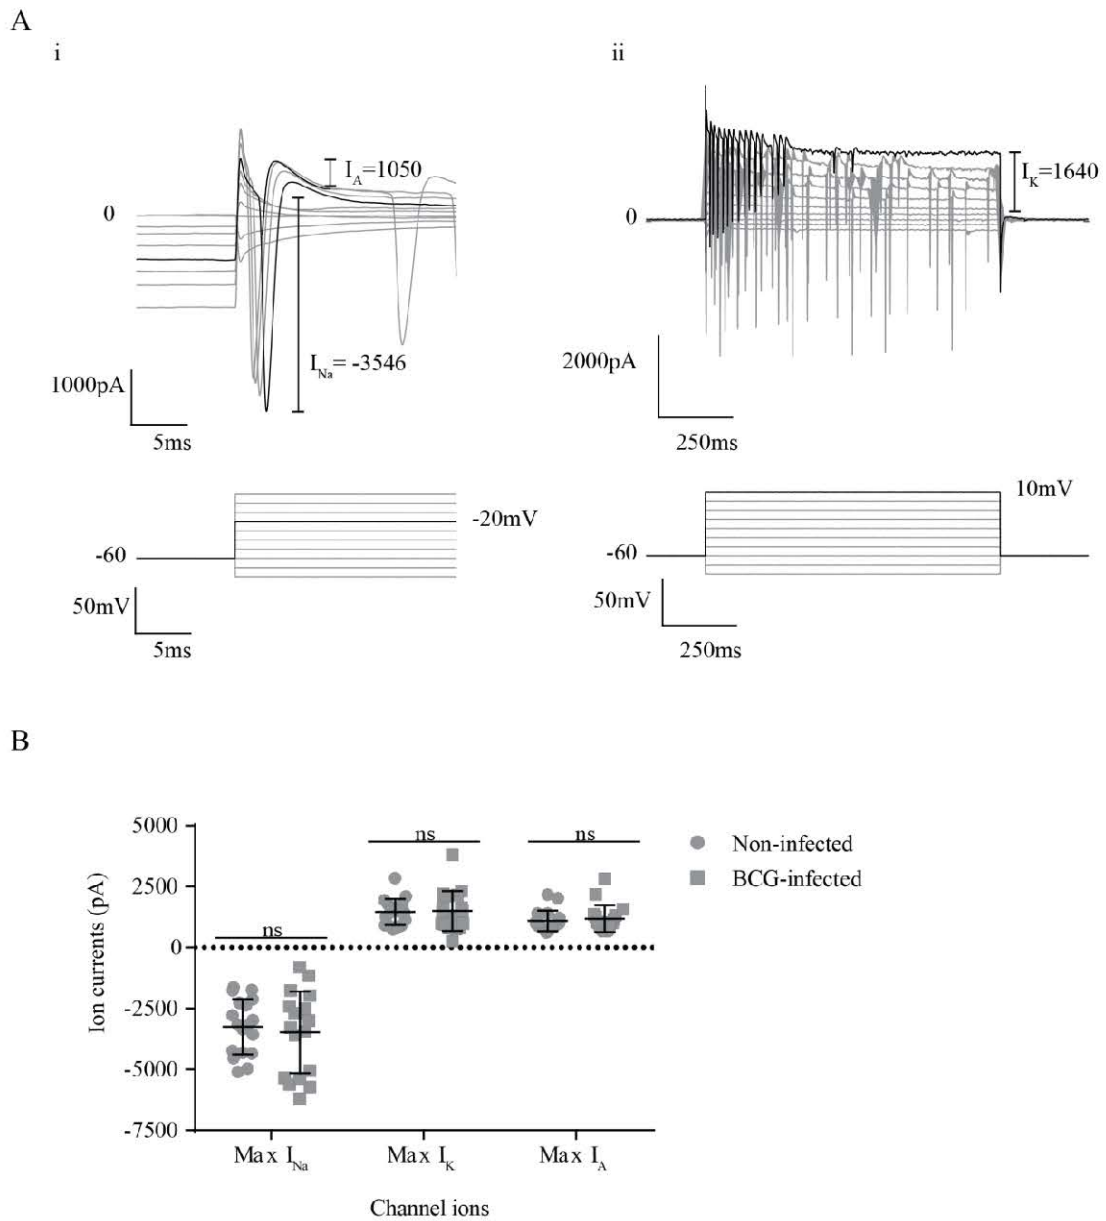 A
i
ii
I_A=1050
0
I_Na= -3546
1000pA
5ms
I_K=1640
0
2000pA
250ms
-20mV
-60
50mV
5ms
10mV
-60
50mV
250ms
B
5000
2500
0
-2500
-5000
-7500
Ion currents (pA)
ns
ns
ns
Non-infected
BCG-infected
Max I_Na
Max I_K
Max I_A
Channel ions